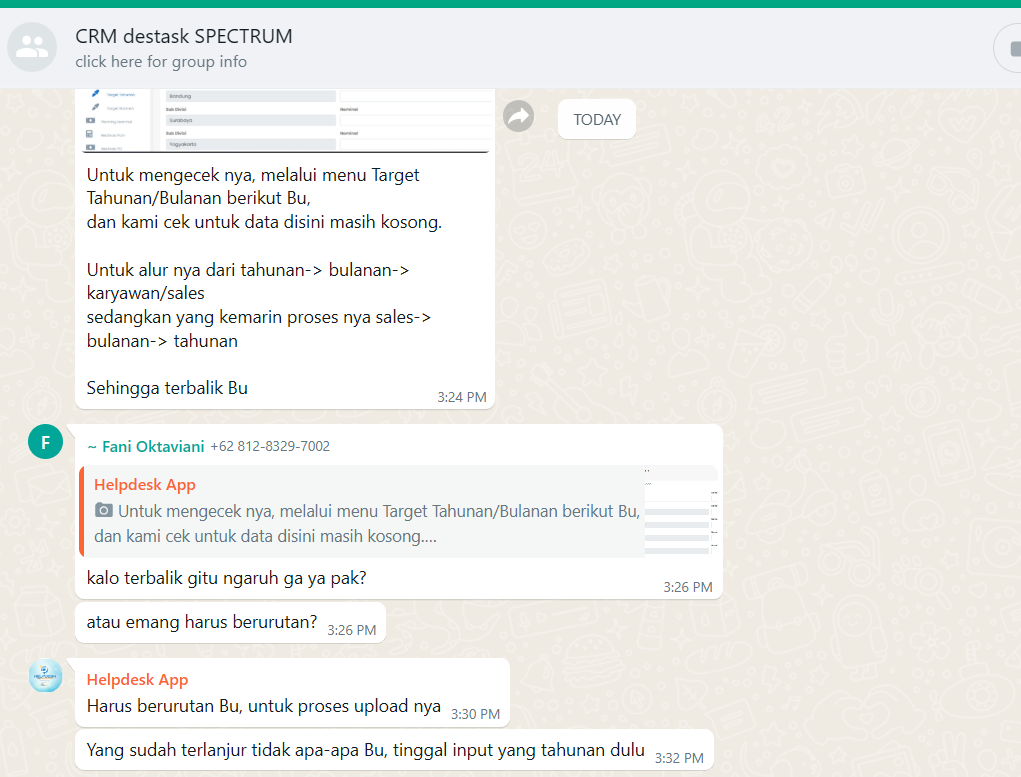 CRM destask SPECTRUM
click here for group info
TODAY
Target Tahunan
Target Bulanan
Bandung
Sub Divisi
Nominal
Surabaya
Sub Divisi
Nominal
Yogyakarta
Untuk mengecek nya, melalui menu Target
Tahunan/Bulanan berikut Bu,
dan kami cek untuk data disini masih kosong.
Untuk alur nya dari tahunan-> bulanan->
karyawan/sales
sedangkan yang kemarin proses nya sales->
bulanan-> tahunan
Sehingga terbalik Bu
3:24 PM
F
~ Fani Oktaviani +62 812-8329-7002
Helpdesk App
Untuk mengecek nya, melalui menu Target Tahunan/Bulanan berikut Bu,
dan kami cek untuk data disini masih kosong....
kalo terbalik gitu ngaruh ga ya pak?
3:26 PM
atau emang harus berurutan?
3:26 PM
Helpdesk App
Harus berurutan Bu, untuk proses upload nya
3:30 PM
Yang sudah terlanjur tidak apa-apa Bu, tinggal input yang tahunan dulu
3:32 PM